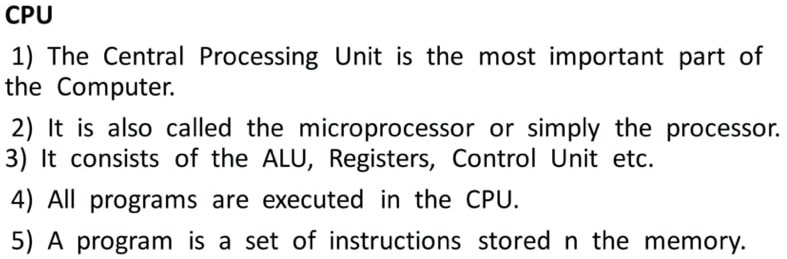 CPU
1) The Central Processing Unit is the most important part of
the Computer.
2) It is also called the microprocessor or simply the processor.
3) It consists of the ALU, Registers, Control Unit etc.
4) All programs are executed in the CPU.
5) A program is a set of instructions stored n the memory.